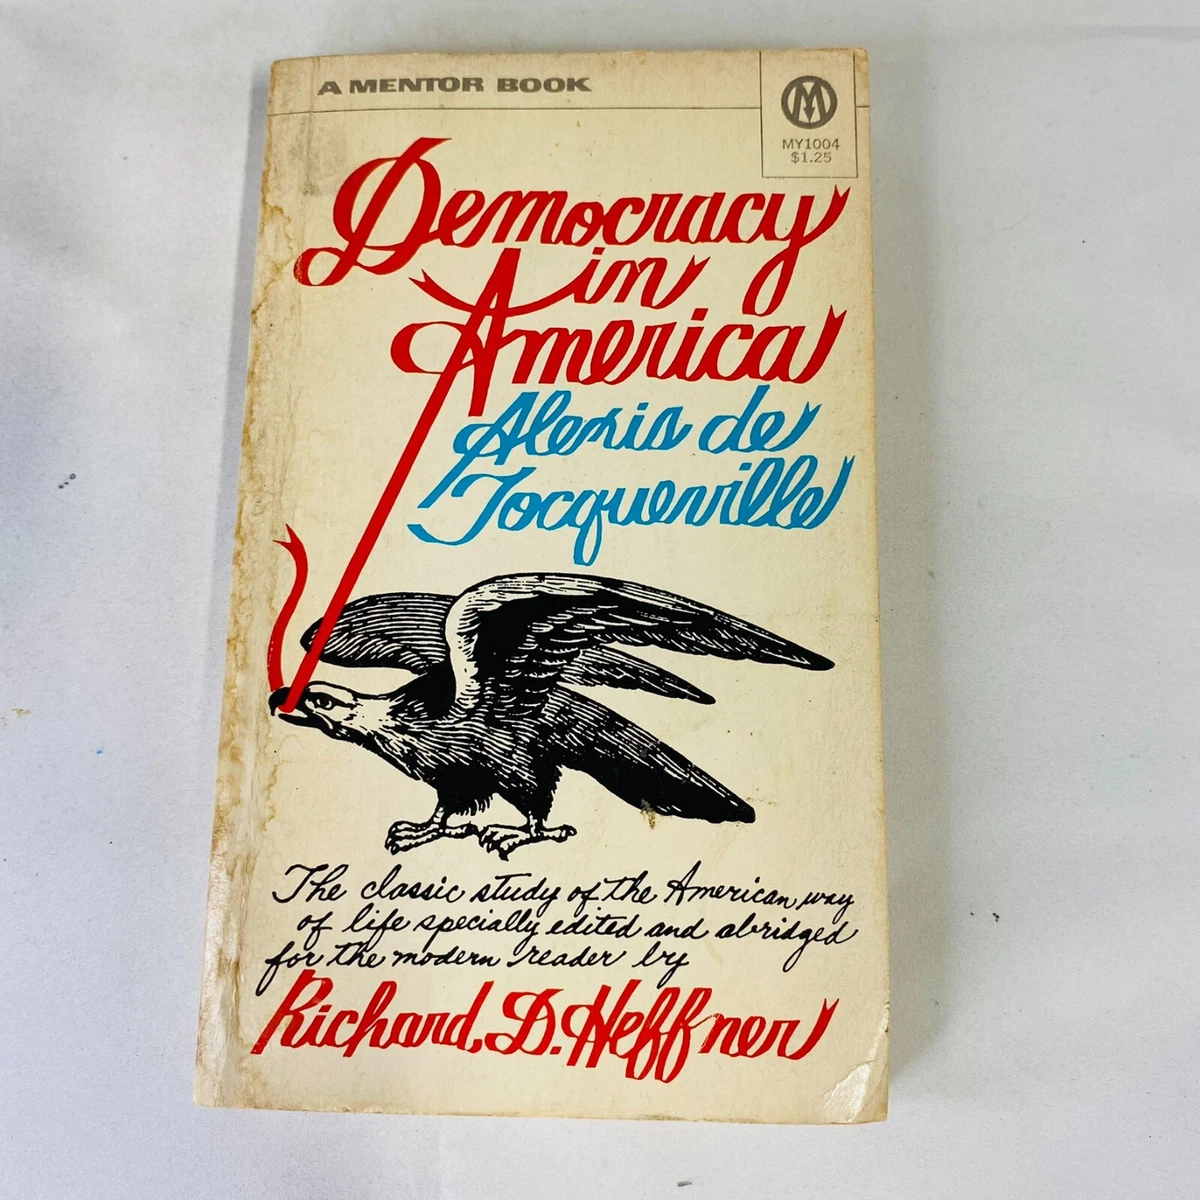 A MENTOR BOOK
M
MY1004
$1.25
Democracy
in
America
Alexis de
Tocqueville
The classic study of the American way
of life specially edited and abridged
for the modern reader by
Richard D. Heffner